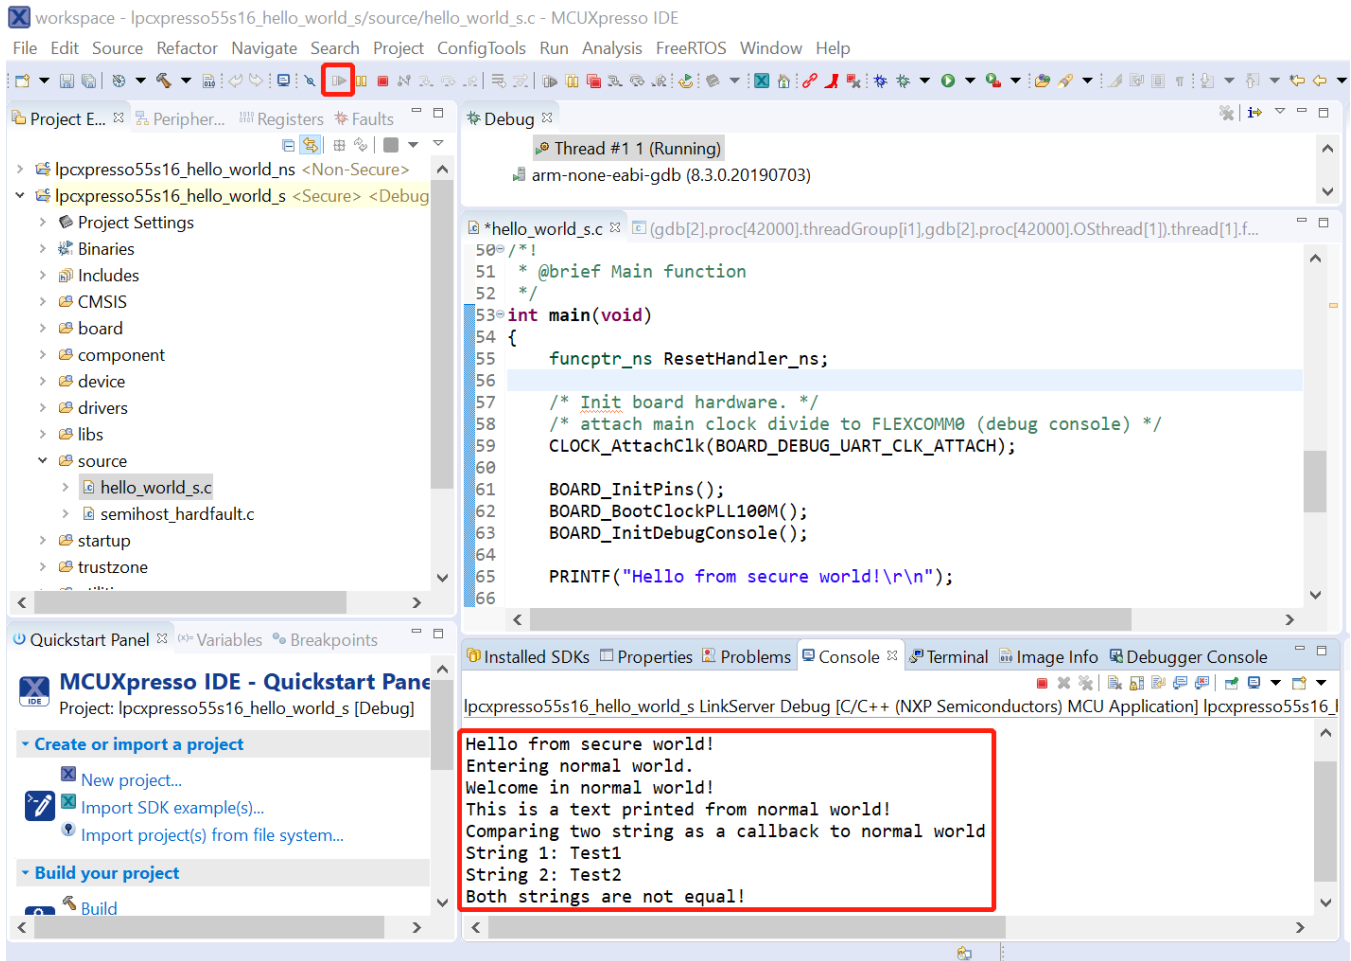 workspace - lpcxpresso55s16_hello_world_s/source/hello_world_s.c - MCUXpresso IDE
File Edit Source Refactor Navigate Search Project ConfigTools Run Analysis FreeRTOS Window Help
Project E... Peripher... Registers Faults
lpcxpresso55s16_hello_world_ns <Non-Secure>
lpcxpresso55s16_hello_world_s <Secure> <Debug
Project Settings
Binaries
Includes
CMSIS
board
component
device
drivers
libs
source
hello_world_s.c
semihost_hardfault.c
startup
trustzone
Debug
Thread #1 1 (Running)
arm-none-eabi-gdb (8.3.0.20190703)
*hello_world_s.c (gdb[2].proc[42000].threadGroup[i1],gdb[2].proc[42000].OSthread[1]).thread[1].f...
50 /*!
51 * @brief Main function
52 */
53 int main(void)
54 {
55 funcptr_ns ResetHandler_ns;
56
57 /* Init board hardware. */
58 /* attach main clock divide to FLEXCOMM0 (debug console) */
59 CLOCK_AttachClk(BOARD_DEBUG_UART_CLK_ATTACH);
60
61 BOARD_InitPins();
62 BOARD_BootClockPLL100M();
63 BOARD_InitDebugConsole();
64
65 PRINTF("Hello from secure world!\r\n");
66
Quickstart Panel Variables Breakpoints
IDE
MCUXpresso IDE - Quickstart Pane
Project: lpcxpresso55s16_hello_world_s [Debug]
Create or import a project
New project...
Import SDK example(s)...
Import project(s) from file system...
Build your project
Build
Installed SDKs Properties Problems Console Terminal Image Info Debugger Console
lpcxpresso55s16_hello_world_s LinkServer Debug [C/C++ (NXP Semiconductors) MCU Application] lpcxpresso55s16_
Hello from secure world!
Entering normal world.
Welcome in normal world!
This is a text printed from normal world!
Comparing two string as a callback to normal world
String 1: Test1
String 2: Test2
Both strings are not equal!